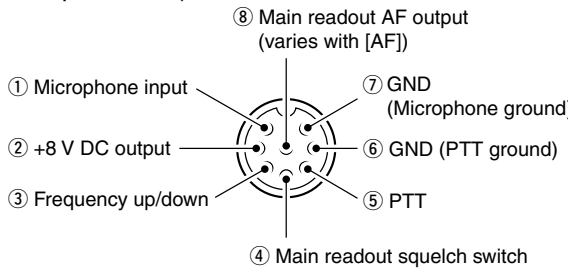 ⑧ Main readout AF output
(varies with [AF])
① Microphone input
⑦ GND
(Microphone ground)
② +8 V DC output
⑥ GND (PTT ground)
③ Frequency up/down
⑤ PTT
④ Main readout squelch switch